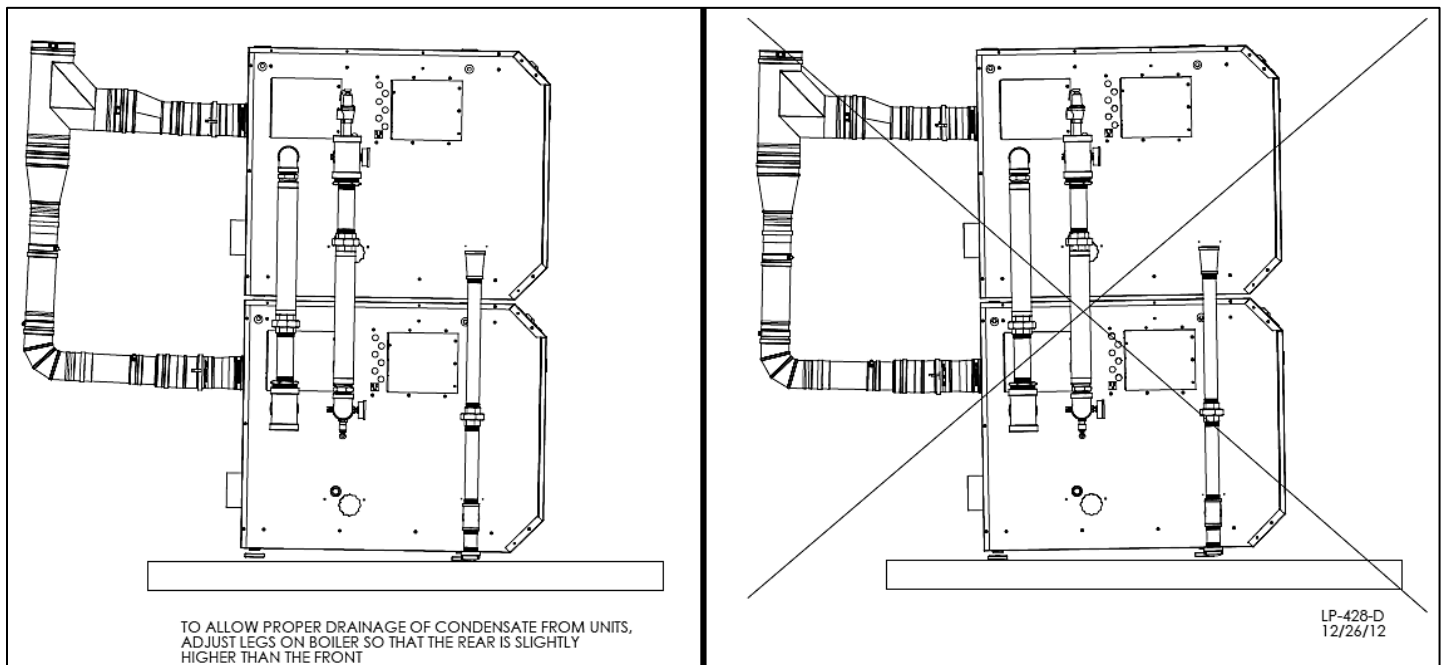 TO ALLOW PROPER DRAINAGE OF CONDENSATE FROM UNITS,
ADJUST LEGS ON BOILER SO THAT THE REAR IS SLIGHTLY
HIGHER THAN THE FRONT
LP-428-D
12/26/12